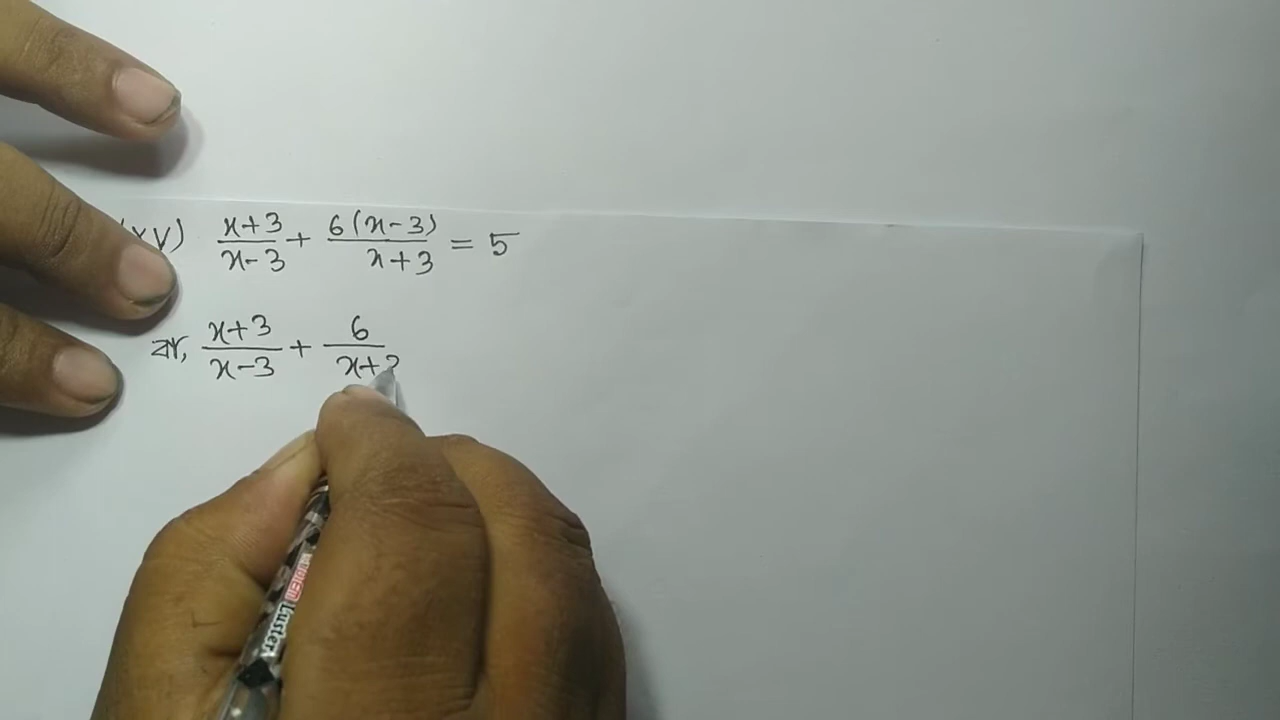 (xv) x+3/x-3 + 6(x-3)/x+3 = 5
বা, x+3/x-3 + 6/x+3
Luster